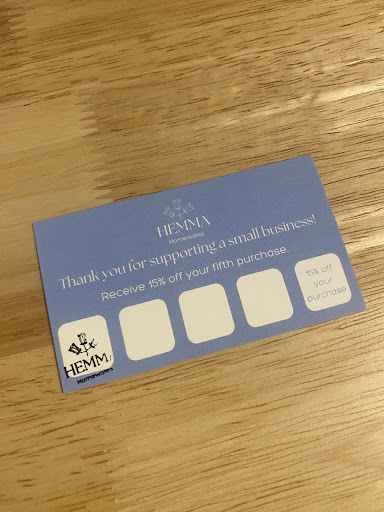 HEMMA
Homewares
Thank you for supporting a small business!
Receive 15% off your fifth purchase.
15% off
your
purchase
HEMM
Homewares